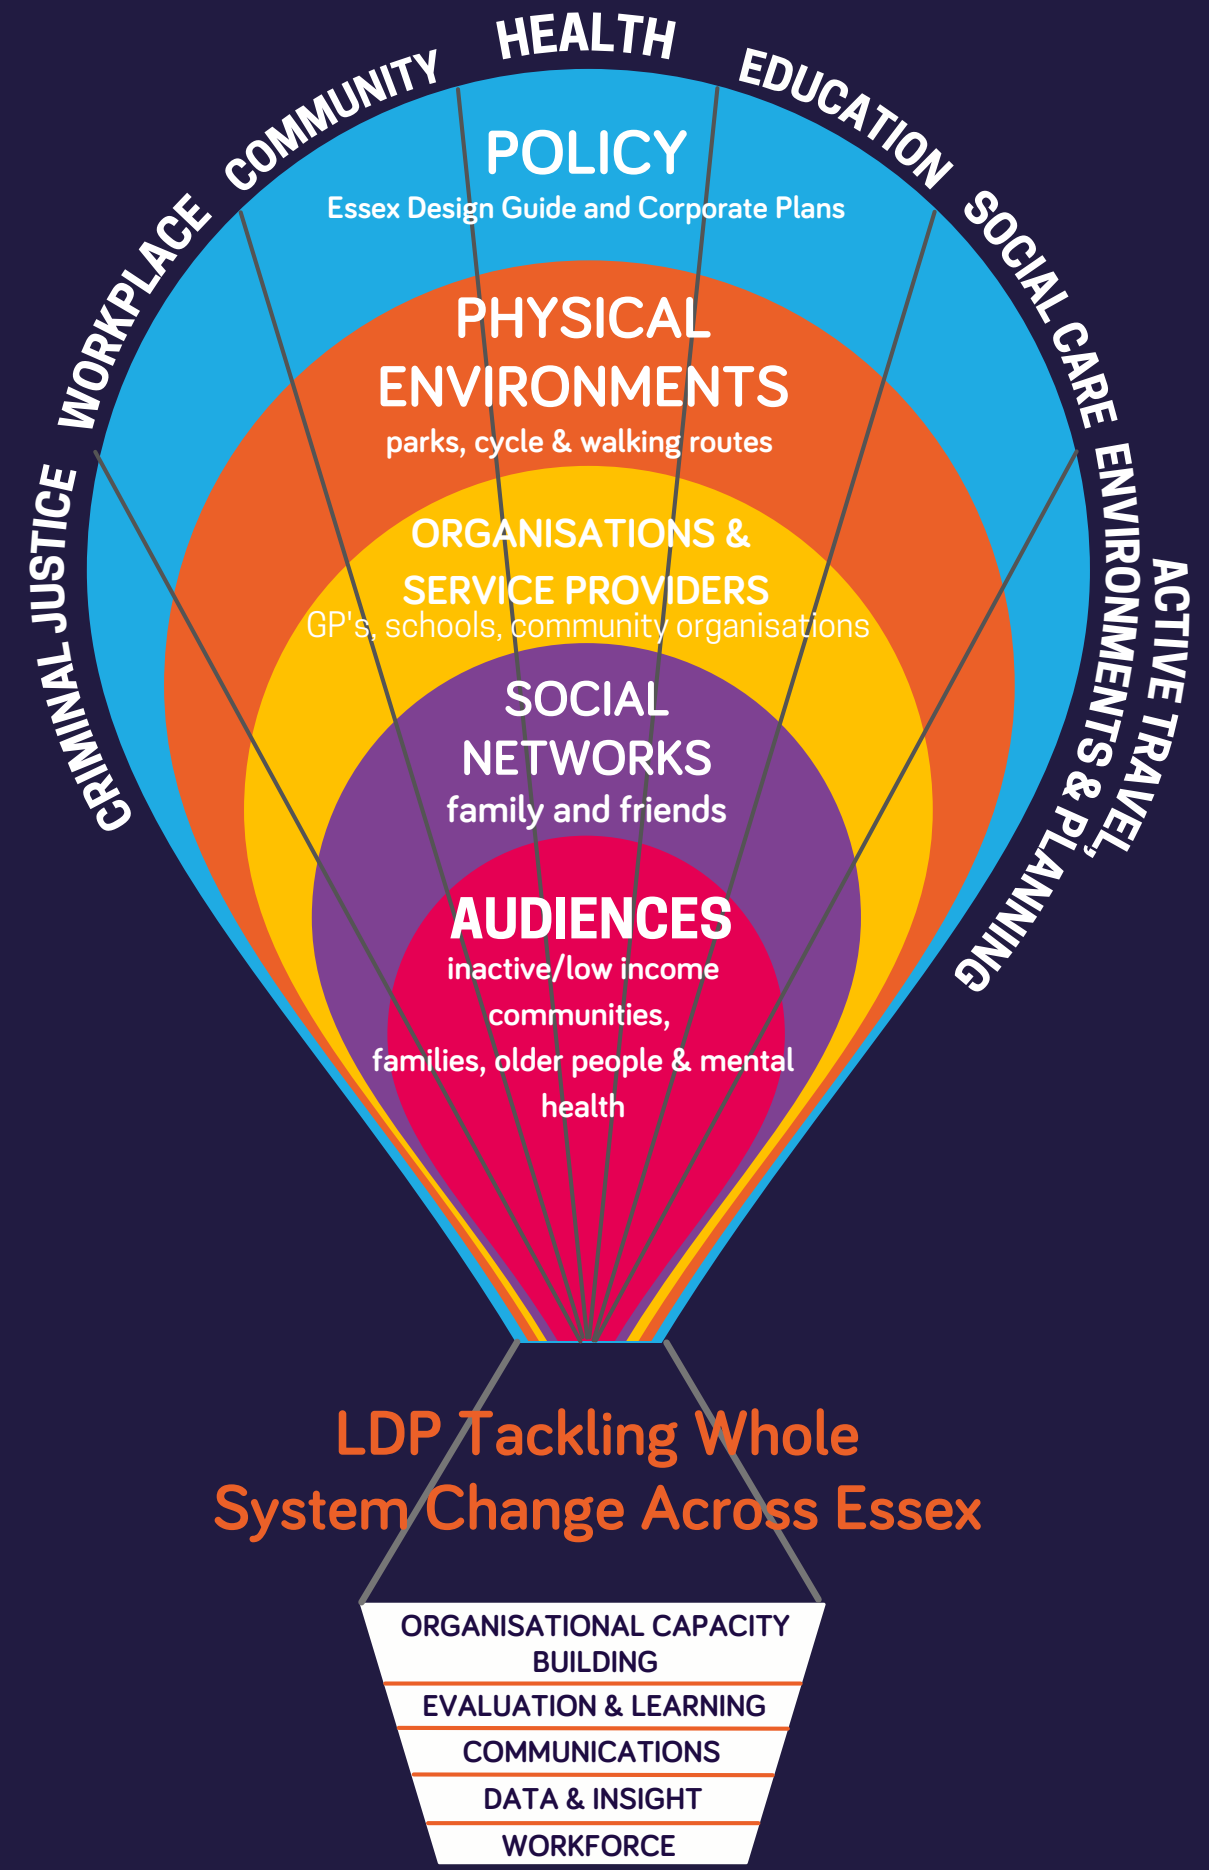 CRIMINAL JUSTICE
WORKPLACE
COMMUNITY
HEALTH
EDUCATION
SOCIAL CARE
ACTIVE TRAVEL,
ENVIRONMENTS & PLANNING
POLICY
Essex Design Guide and Corporate Plans
PHYSICAL
ENVIRONMENTS
parks, cycle & walking routes
ORGANISATIONS &
SERVICE PROVIDERS
GP's, schools, community organisations
SOCIAL
NETWORKS
family and friends
AUDIENCES
inactive/low income
communities,
families, older people & mental
health
LDP Tackling Whole
System Change Across Essex
ORGANISATIONAL CAPACITY
BUILDING
EVALUATION & LEARNING
COMMUNICATIONS
DATA & INSIGHT
WORKFORCE